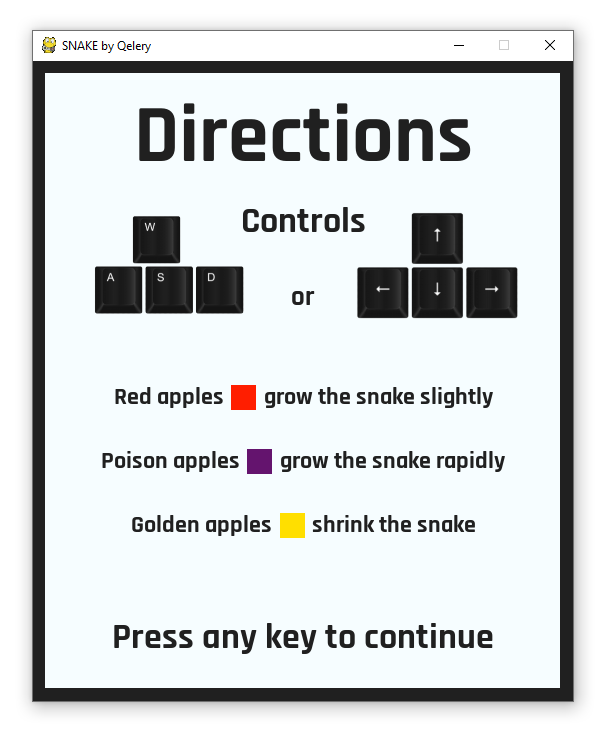 SNAKE by Qelery
Directions
Controls
W
A S D
or
↑
← ↓ →
Red apples grow the snake slightly
Poison apples grow the snake rapidly
Golden apples shrink the snake
Press any key to continue